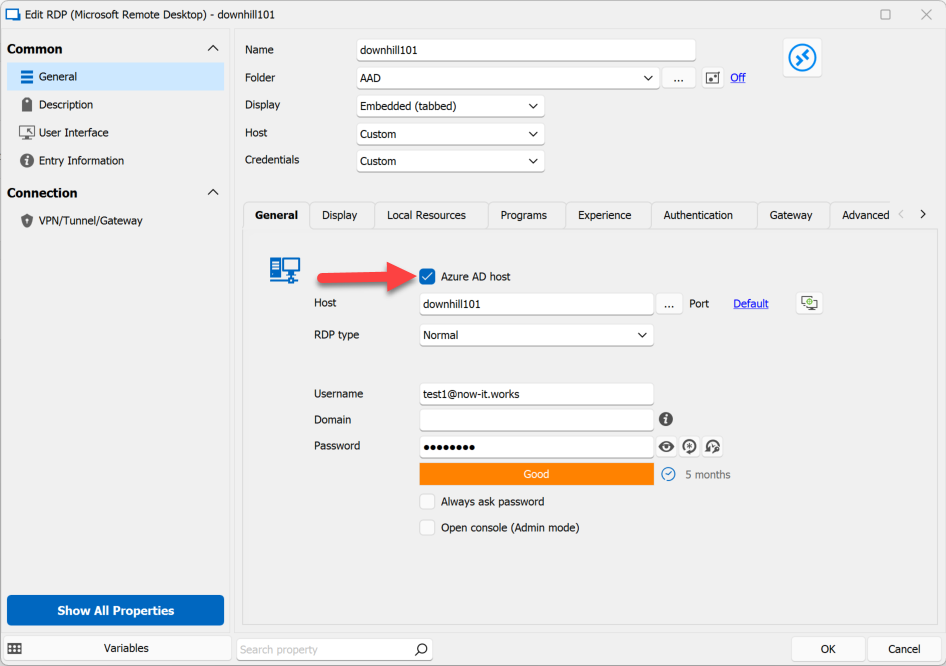 Edit RDP (Microsoft Remote Desktop) - downhill101
Common
General
Description
User Interface
Entry Information
Connection
VPN/Tunnel/Gateway
Show All Properties
Variables
Name
downhill101
Folder
AAD
...
Off
Display
Embedded (tabbed)
Host
Custom
Credentials
Custom
General Display Local Resources Programs Experience Authentication Gateway Advanced
Azure AD host
Host
downhill101
...
Port
Default
RDP type
Normal
Username
test1@now-it.works
Domain
Password
••••••••
Good
5 months
Always ask password
Open console (Admin mode)
Search property
OK
Cancel